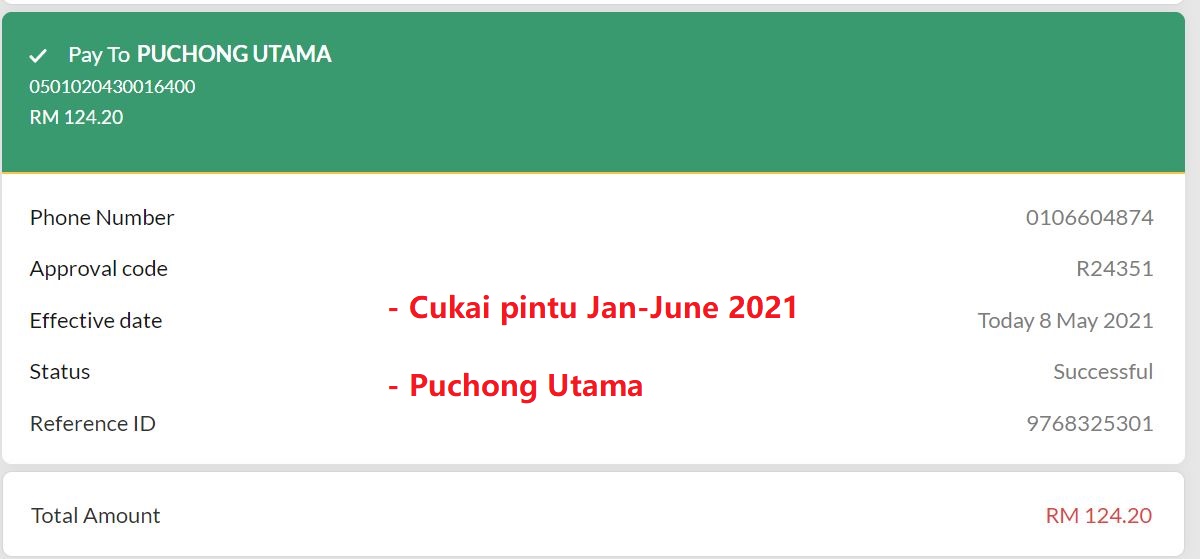 Pay To PUCHONG UTAMA
0501020430016400
RM 124.20
Phone Number 0106604874
Approval code R24351
- Cukai pintu Jan-June 2021
Effective date Today 8 May 2021
Status Successful
- Puchong Utama
Reference ID 9768325301
Total Amount RM 124.20